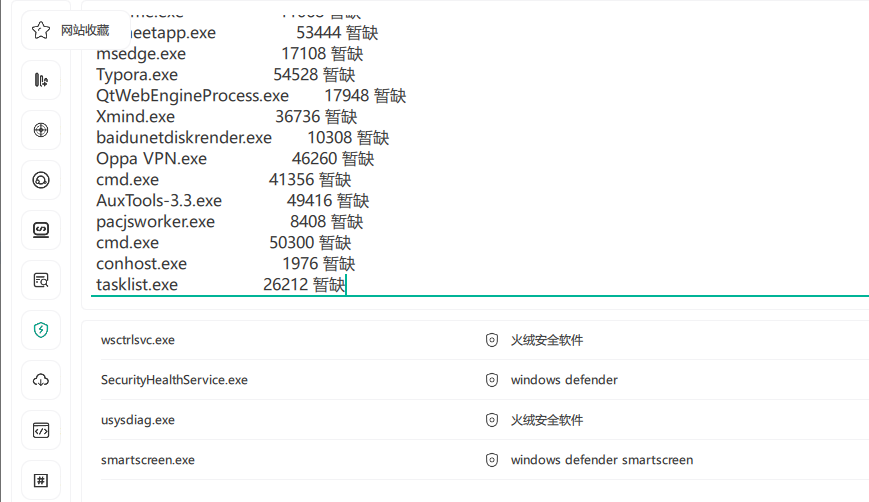 网站收藏
eetapp.exe 53444 暂缺
msedge.exe 17108 暂缺
Typora.exe 54528 暂缺
QtWebEngineProcess.exe 17948 暂缺
Xmind.exe 36736 暂缺
baidunetdiskrender.exe 10308 暂缺
Oppa VPN.exe 46260 暂缺
cmd.exe 41356 暂缺
AuxTools-3.3.exe 49416 暂缺
pacjsworker.exe 8408 暂缺
cmd.exe 50300 暂缺
conhost.exe 1976 暂缺
tasklist.exe 26212 暂缺
wsctrlsvc.exe 火绒安全软件
SecurityHealthService.exe windows defender
usysdiag.exe 火绒安全软件
smartscreen.exe windows defender smartscreen